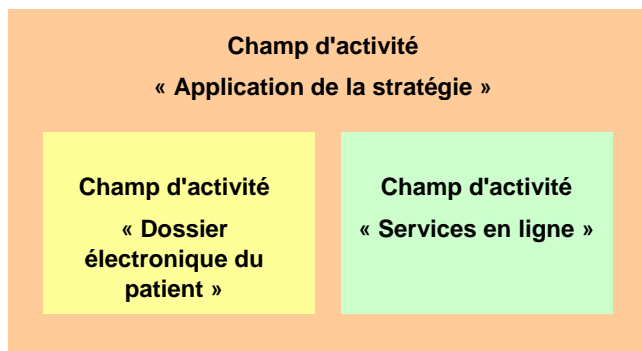 Champ d'activité
« Application de la stratégie »
Champ d'activité
« Dossier
électronique du
patient »
Champ d'activité
« Services en ligne »